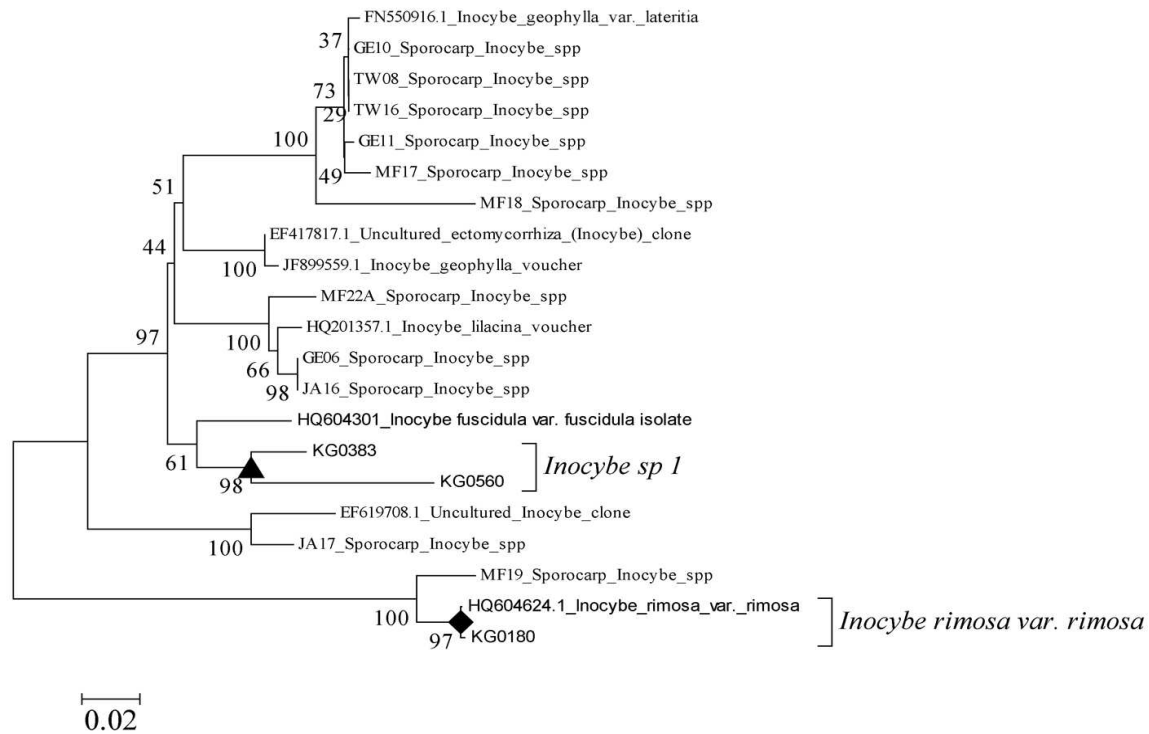 FN550916.1_Inocybe_geophylla_var._lateritia
37
GE10_Sporocarp_Inocybe_spp
TW08_Sporocarp_Inocybe_spp
73
TW16_Sporocarp_Inocybe_spp
29
100
GE11_Sporocarp_Inocybe_spp
MF17_Sporocarp_Inocybe_spp
49
51
MF18_Sporocarp_Inocybe_spp
EF417817.1_Uncultured_ectomycorrhiza_(Inocybe)_clone
44
JF899559.1_Inocybe_geophylla_voucher
100
MF22A_Sporocarp_Inocybe_spp
HQ201357.1_Inocybe_lilacina_voucher
97
100
GE06_Sporocarp_Inocybe_spp
66
JA16_Sporocarp_Inocybe_spp
98
HQ604301_Inocybe fuscidula var. fuscidula isolate
KG0383
61
Inocybe sp 1
KG0560
98
EF619708.1_Uncultured_Inocybe_clone
JA17_Sporocarp_Inocybe_spp
100
MF19_Sporocarp_Inocybe_spp
HQ604624.1_Inocybe_rimosa_var._rimosa
100
Inocybe rimosa var. rimosa
KG0180
97
0.02